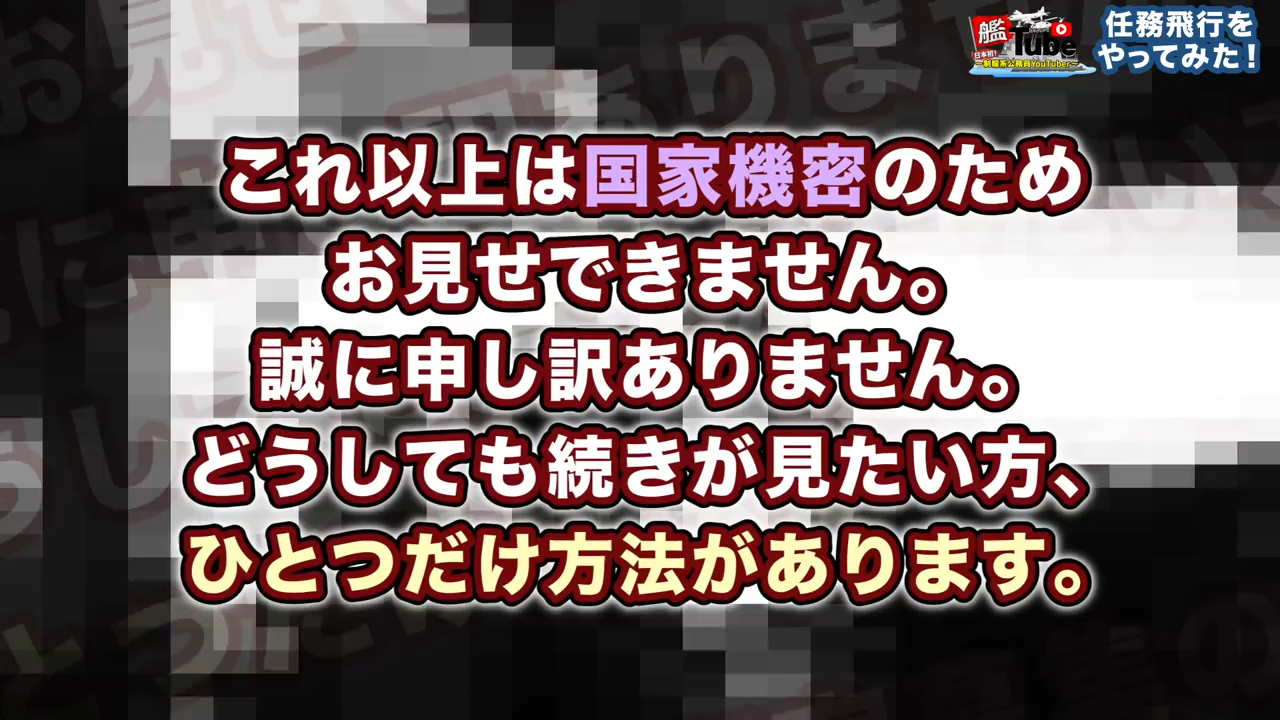 艦Tube
日本初！
～制服系公務員YouTuber～
任務飛行を
やってみた！
これ以上は国家機密のため
お見せできません。
誠に申し訳ありません。
どうしても続きが見たい方、
ひとつだけ方法があります。